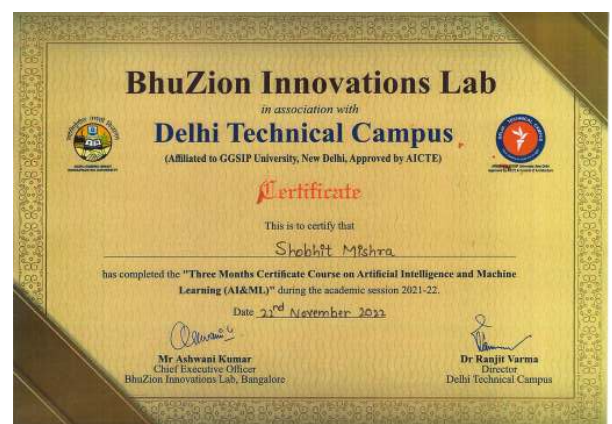 BhuZion Innovations Lab
in association with
Delhi Technical Campus
(Affiliated to GGSIP University, New Delhi, Approved by AICTE)
Certificate
This is to certify that
Shobhit Mishra
has completed the "Three Months Certificate Course on Artificial Intelligence and Machine
Learning (AI&ML)" during the academic session 2021-22.
Date 22nd November 2022
Mr Ashwani Kumar
Chief Executive Officer
BhuZion Innovations Lab, Bangalore
Dr Ranjit Varma
Director
Delhi Technical Campus